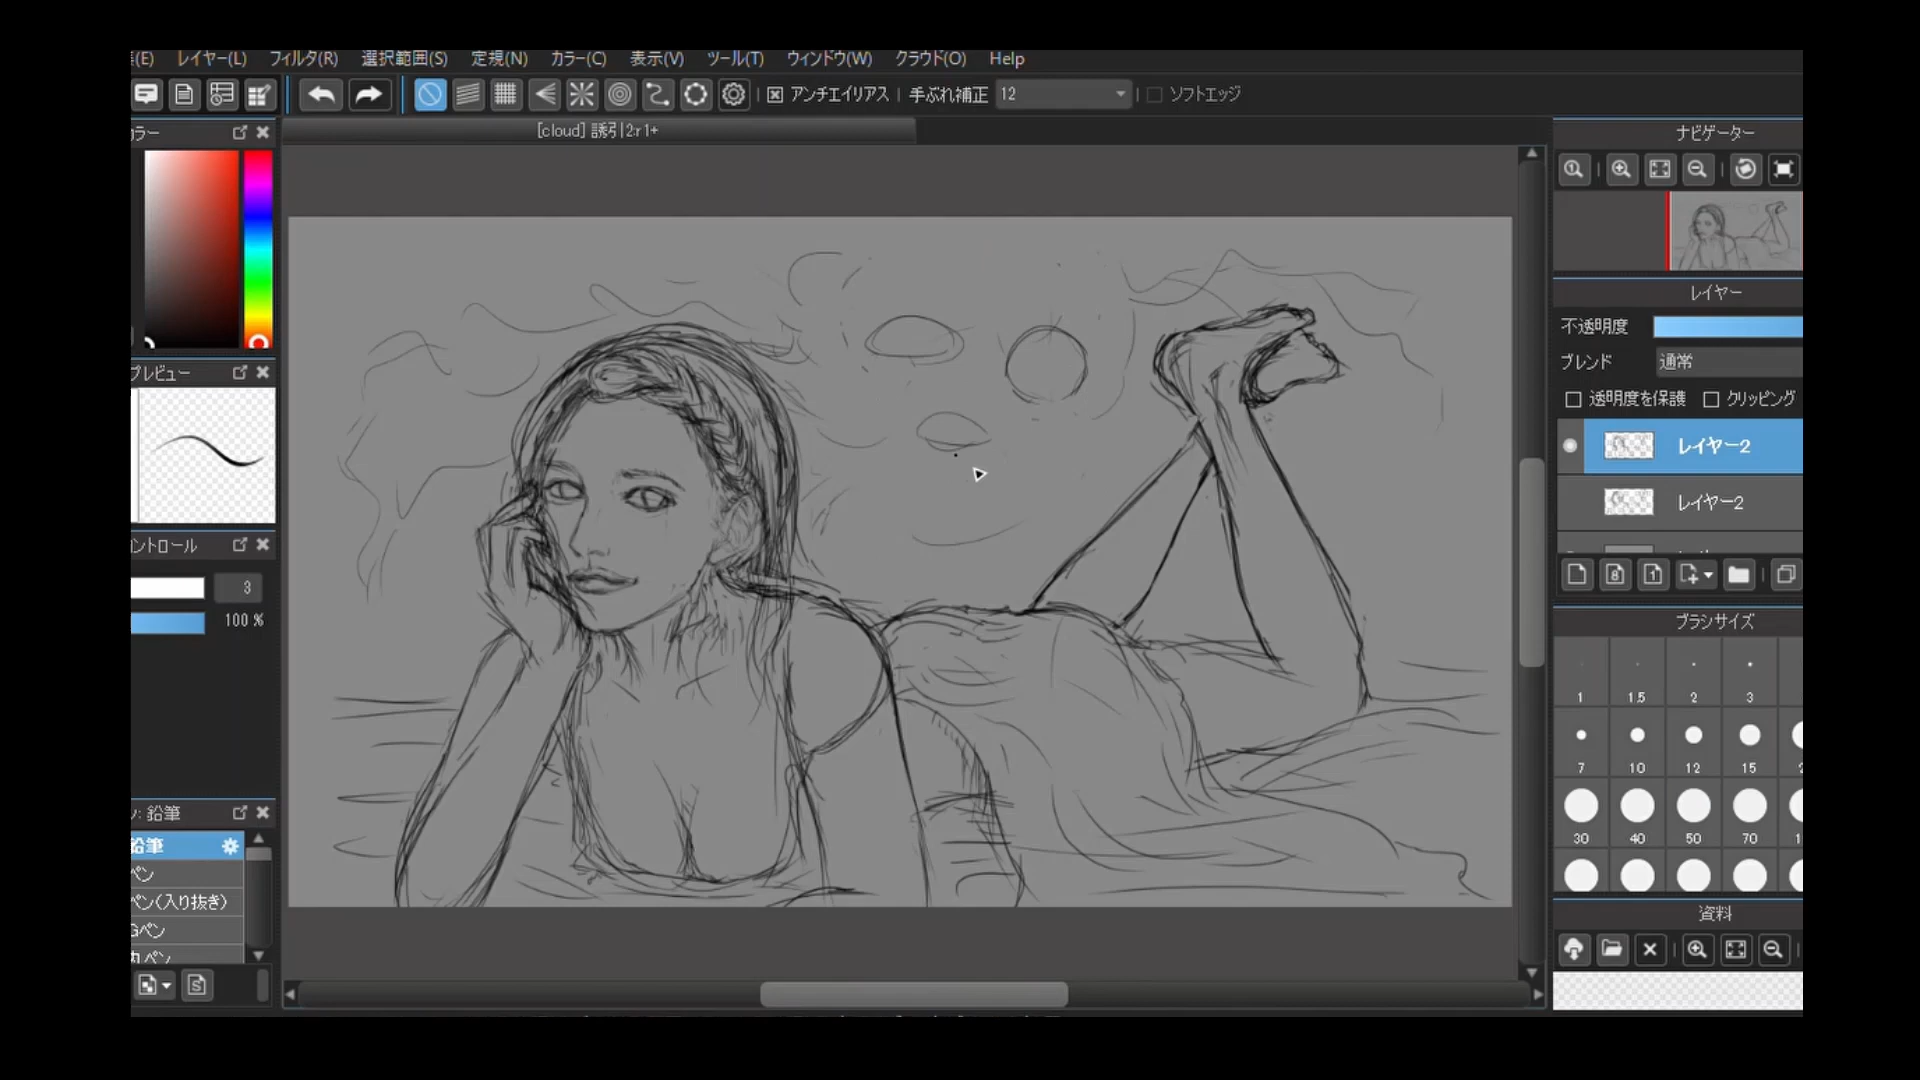 (E) レイヤー(L) フィルタ(R) 選択範囲(S) 定規(N) カラー(C) 表示(V) ツール(T) ウィンドウ(W) クラウド(O) Help
アンチエイリアス 手ぶれ補正 12 ソフトエッジ
ラー
[cloud] 誘引2:r1+
ナビゲーター
レイヤー
不透明度
ブレンド 通常
透明度を保護 クリッピング
レイヤー2
レイヤー2
プレビュー
ントロール
3
100 %
ブラシサイズ
1 1.5 2 3
7 10 12 15
30 40 50 70
: 鉛筆
鉛筆
ペン
ペン(入り抜き)
Gペン
資料